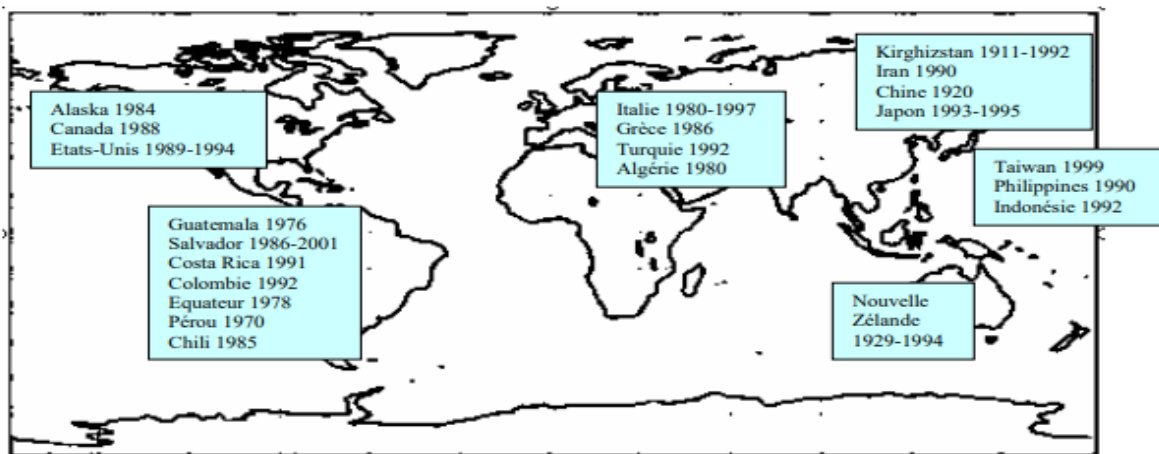 Alaska 1984
Canada 1988
Etats-Unis 1989-1994
Guatemala 1976
Salvador 1986-2001
Costa Rica 1991
Colombie 1992
Equateur 1978
Pérou 1970
Chili 1985
Italie 1980-1997
Grèce 1986
Turquie 1992
Algérie 1980
Kirghizstan 1911-1992
Iran 1990
Chine 1920
Japon 1993-1995
Taiwan 1999
Philippines 1990
Indonésie 1992
Nouvelle
Zélande
1929-1994